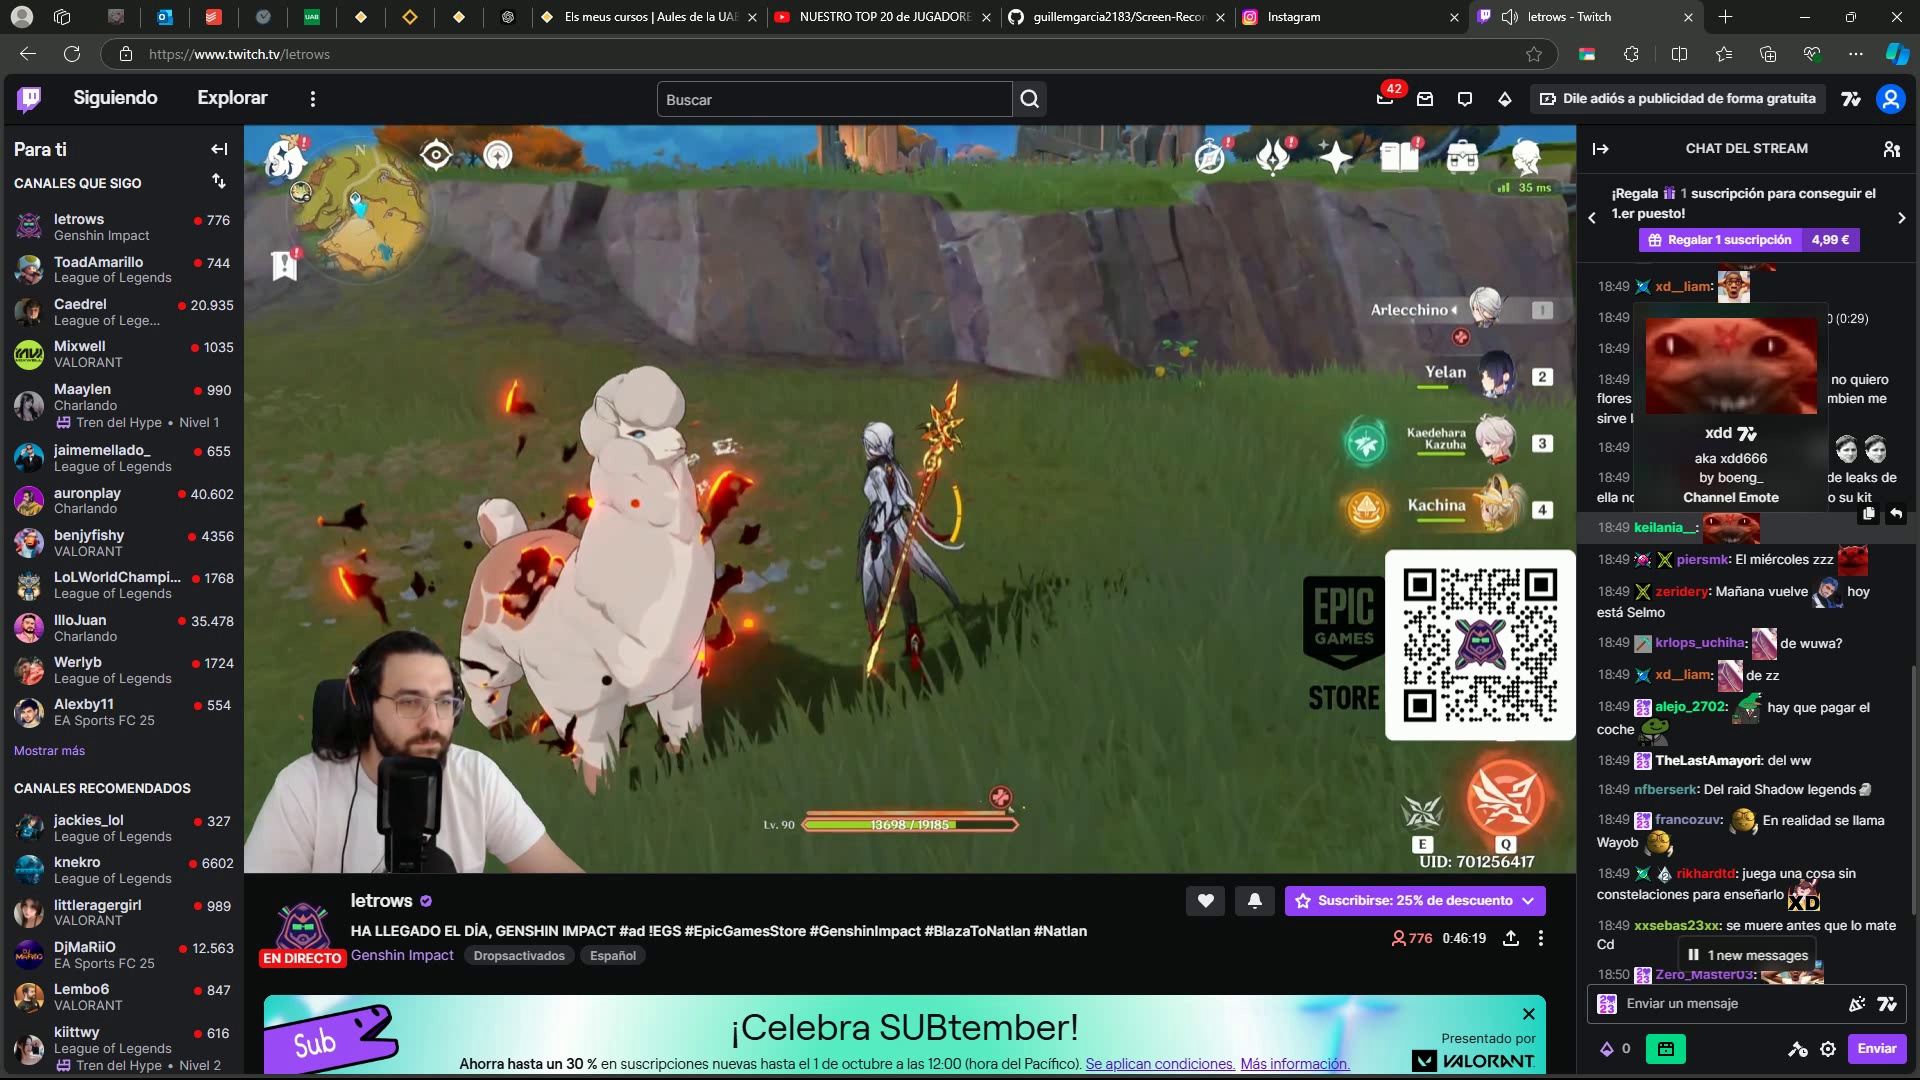 Els meus cursos | Aules de la UAB
NUESTRO TOP 20 de JUGADORE
guillemgarcia2183/Screen-Recor
Instagram
letrows - Twitch
https://www.twitch.tv/letrows
Siguiendo
Explorar
Buscar
42
Dile adiós a publicidad de forma gratuita
Para ti
CANALES QUE SIGO
letrows
776
Genshin Impact
ToadAmarillo
744
League of Legends
Caedrel
20.935
League of Lege...
Mixwell
1035
VALORANT
Maaylen
990
Charlando
Tren del Hype • Nivel 1
jaimemellado_
655
League of Legends
auronplay
40.602
Charlando
benjyfishy
4356
VALORANT
LoLWorldChampi...
1768
League of Legends
IlloJuan
35.478
Charlando
Werlyb
1724
League of Legends
Alexby11
554
EA Sports FC 25
Mostrar más
CANALES RECOMENDADOS
jackies_lol
327
League of Legends
knekro
6602
League of Legends
littleragergirl
989
VALORANT
DjMaRiiO
12.563
EA Sports FC 25
Lembo6
847
VALORANT
kiittwy
616
League of Legends
Tren del Hype • Nivel 2
N
35 ms
Arlecchino
1
Yelan
2
Kaedehara
Kazuha
3
Kachina
4
EPIC
GAMES
STORE
Lv. 90
13698 / 19185
E
Q
UID: 701256417
letrows
Suscribirse: 25% de descuento
HA LLEGADO EL DÍA, GENSHIN IMPACT #ad !EGS #EpicGamesStore #GenshinImpact #BlazaToNatlan #Natlan
776
0:46:19
EN DIRECTO
Genshin Impact
Dropsactivados
Español
Sub
¡Celebra SUBtember!
Ahorra hasta un 30 % en suscripciones nuevas hasta el 1 de octubre a las 12:00 (hora del Pacífico). Se aplican condiciones. Más información.
Presentado por
VALORANT
CHAT DEL STREAM
¡Regala 1 suscripción para conseguir el
1.er puesto!
Regalar 1 suscripción
4,99 €
18:49 xd__liam:
18:49
(0:29)
18:49
18:49
no quiero
flores
mbien me
sirve
18:49
18:49
de leaks de
ella no
o su kit
xdd
aka xdd666
by boeng_
Channel Emote
18:49 keilania__:
18:49 piersmk: El miércoles zzz
18:49 zeridery: Mañana vuelve hoy
está Selmo
18:49 krlops_uchiha: de wuwa?
18:49 xd__liam: de zz
18:49 alejo_2702: hay que pagar el
coche
18:49 TheLastAmayori: del ww
18:49 nfberserk: Del raid Shadow legends
18:49 francozuv: En realidad se llama
Wayob
18:49 rikhardtd: juega una cosa sin
constelaciones para enseñarlo XD
18:49 xxsebas23xx: se muere antes que lo mate
Cd
1 new messages
18:50 Zero_Master03:
Enviar un mensaje
0
Enviar